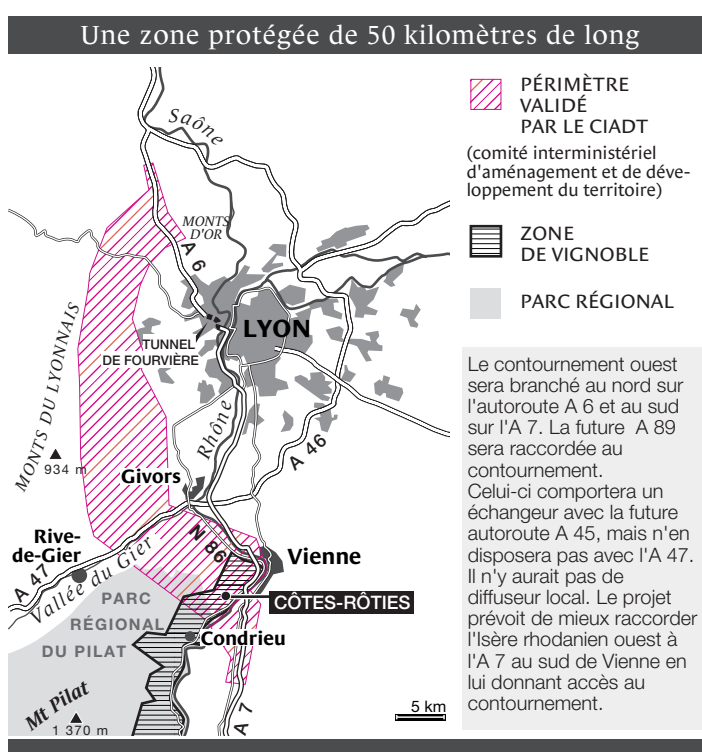 Une zone protégée de 50 kilomètres de long
PÉRIMÈTRE
VALIDÉ
PAR LE CIADT
(comité interministériel
d'aménagement et de déve-
loppement du territoire)
ZONE
DE VIGNOBLE
PARC RÉGIONAL
Le contournement ouest
sera branché au nord sur
l'autoroute A 6 et au sud
sur l'A 7. La future A 89
sera raccordée au
contournement.
Celui-ci comportera un
échangeur avec la future
autoroute A 45, mais n'en
disposera pas avec l'A 47.
Il n'y aurait pas de
diffuseur local. Le projet
prévoit de mieux raccorder
l'Isère rhodanien ouest à
l'A 7 au sud de Vienne en
lui donnant accès au
contournement.
Saône
MONTS
D'OR
A 6
LYON
TUNNEL
DE FOURVIÈRE
MONTS DU LYONNAIS
934 m
Rhône
A 46
Givors
N 86
Rive-
de-Gier
A 47
Vallée du Gier
Vienne
CÔTES-RÔTIES
PARC
RÉGIONAL
DU PILAT
Condrieu
Mt Pilat
1 370 m
A 7
5 km